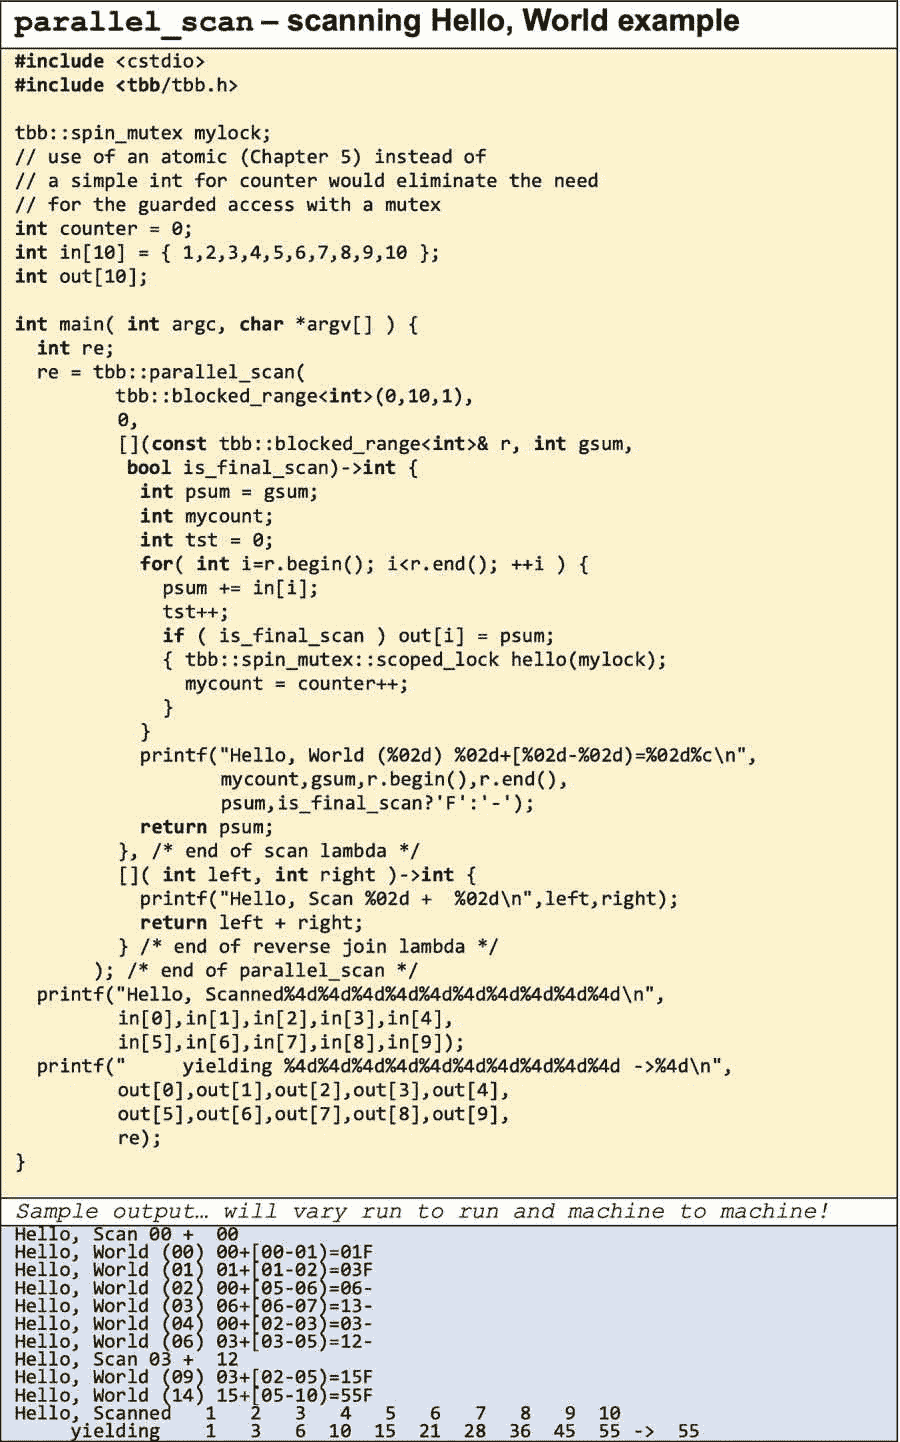 parallel_scan – scanning Hello, World example
#include <cstdio>
#include <tbb/tbb.h>
tbb::spin_mutex mylock;
// use of an atomic (Chapter 5) instead of
// a simple int for counter would eliminate the need
// for the guarded access with a mutex
int counter = 0;
int in[10] = { 1,2,3,4,5,6,7,8,9,10 };
int out[10];
int main( int argc, char *argv[] ) {
  int re;
  re = tbb::parallel_scan(
         tbb::blocked_range<int>(0,10,1),
         0,
         [](const tbb::blocked_range<int>& r, int gsum,
          bool is_final_scan)->int {
           int psum = gsum;
           int mycount;
           int tst = 0;
           for( int i=r.begin(); i<r.end(); ++i ) {
             psum += in[i];
             tst++;
             if ( is_final_scan ) out[i] = psum;
             { tbb::spin_mutex::scoped_lock hello(mylock);
               mycount = counter++;
             }
           }
           printf("Hello, World (%02d) %02d+[%02d-%02d)=%02d%c\n",
                  mycount,gsum,r.begin(),r.end(),
                  psum,is_final_scan?'F':'-');
           return psum;
         }, /* end of scan lambda */
         []( int left, int right )->int {
           printf("Hello, Scan %02d +  %02d\n",left,right);
           return left + right;
         } /* end of reverse join lambda */
       ); /* end of parallel_scan */
  printf("Hello, Scanned%4d%4d%4d%4d%4d%4d%4d%4d%4d%4d\n",
         in[0],in[1],in[2],in[3],in[4],
         in[5],in[6],in[7],in[8],in[9]);
  printf("     yielding %4d%4d%4d%4d%4d%4d%4d%4d%4d%4d ->%4d\n",
         out[0],out[1],out[2],out[3],out[4],
         out[5],out[6],out[7],out[8],out[9],
         re);
}
Sample output… will vary run to run and machine to machine!
Hello, Scan 00 +  00
Hello, World (00) 00+[00-01)=01F
Hello, World (01) 01+[01-02)=03F
Hello, World (02) 00+[05-06)=06-
Hello, World (03) 06+[06-07)=13-
Hello, World (04) 00+[02-03)=03-
Hello, World (06) 03+[03-05)=12-
Hello, Scan 03 +  12
Hello, World (09) 03+[02-05)=15F
Hello, World (14) 15+[05-10)=55F
Hello, Scanned   1   2   3   4   5   6   7   8   9  10
     yielding    1   3   6  10  15  21  28  36  45  55 ->  55